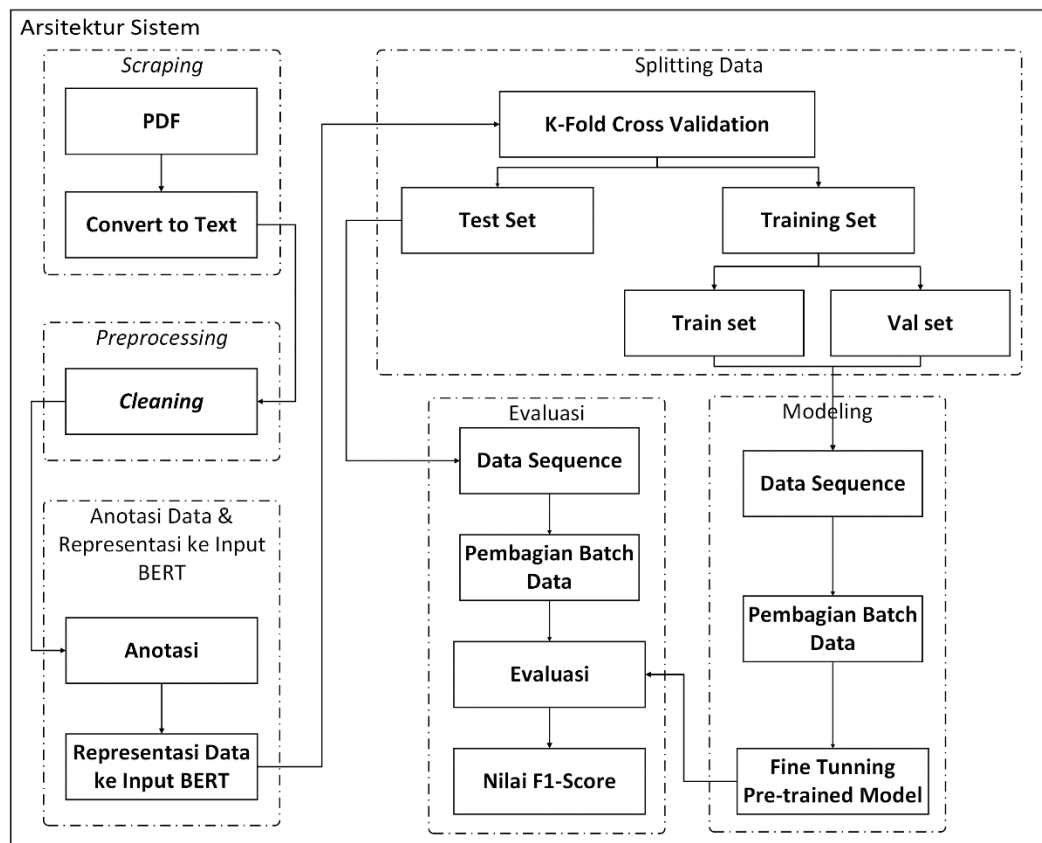 Arsitektur Sistem
Scraping
PDF
Convert to Text
Preprocessing
Cleaning
Anotasi Data &
Representasi ke Input
BERT
Anotasi
Representasi Data
ke Input BERT
Splitting Data
K-Fold Cross Validation
Test Set
Training Set
Train set
Val set
Evaluasi
Data Sequence
Pembagian Batch
Data
Evaluasi
Nilai F1-Score
Modeling
Data Sequence
Pembagian Batch
Data
Fine Tunning
Pre-trained Model